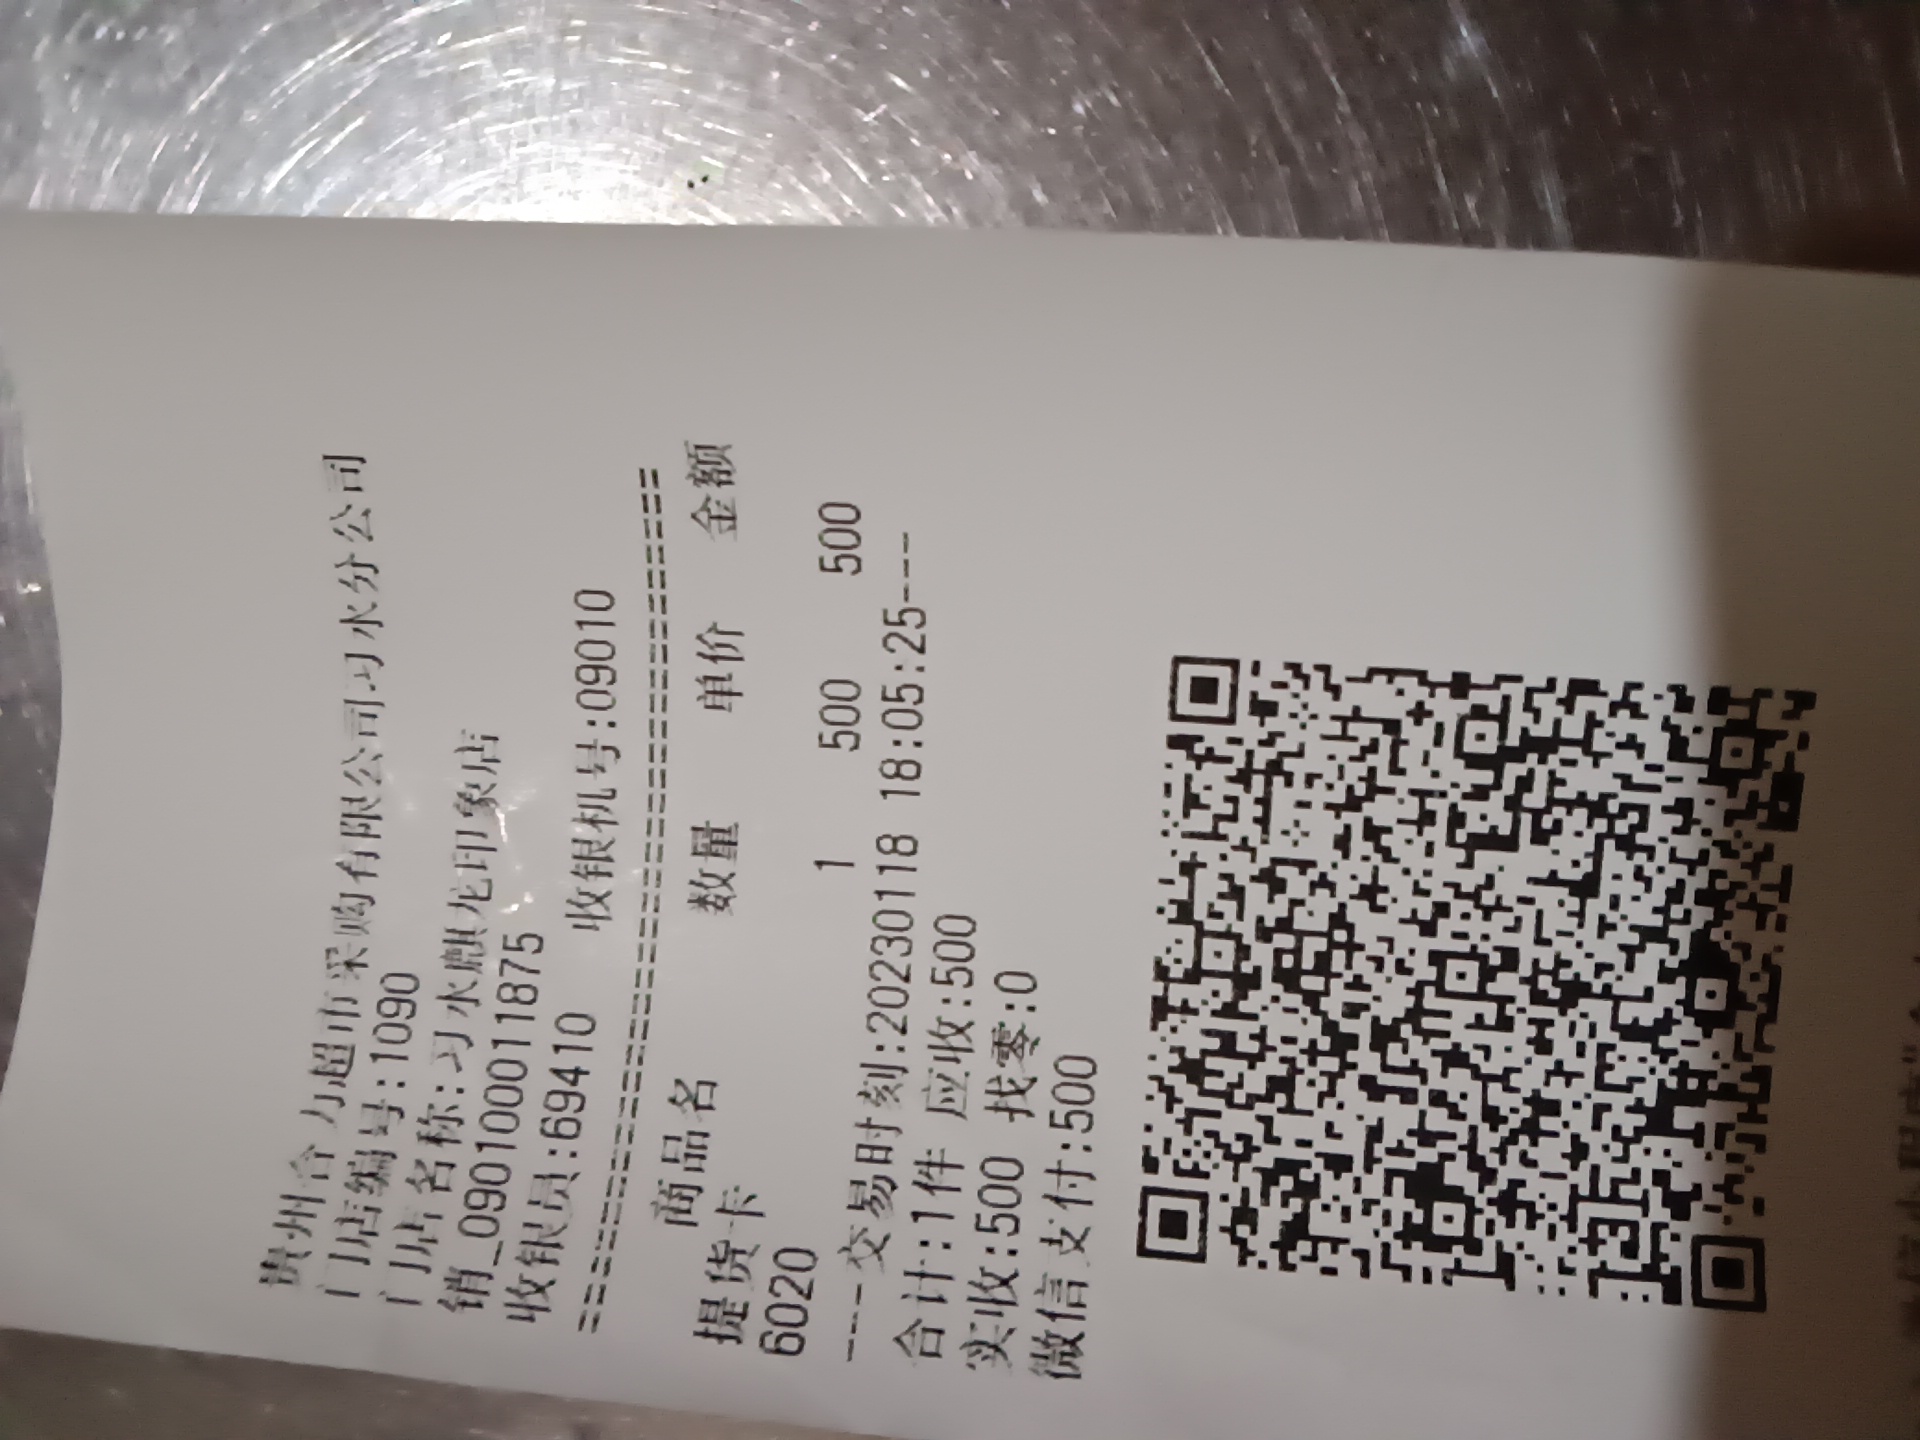 贵州合力超市采购有限公司习水分公司
门店编号:1090
门店名称:习水麒龙印象店
销_090100011875
收银员:69410 收银机号:09010
==========================================
商品名 数量 单价 金额
提货卡
6020 1 500 500
----交易时刻:20230118 18:05:25----
合计:1件 应收:500
实收:500 找零:0
微信支付:500